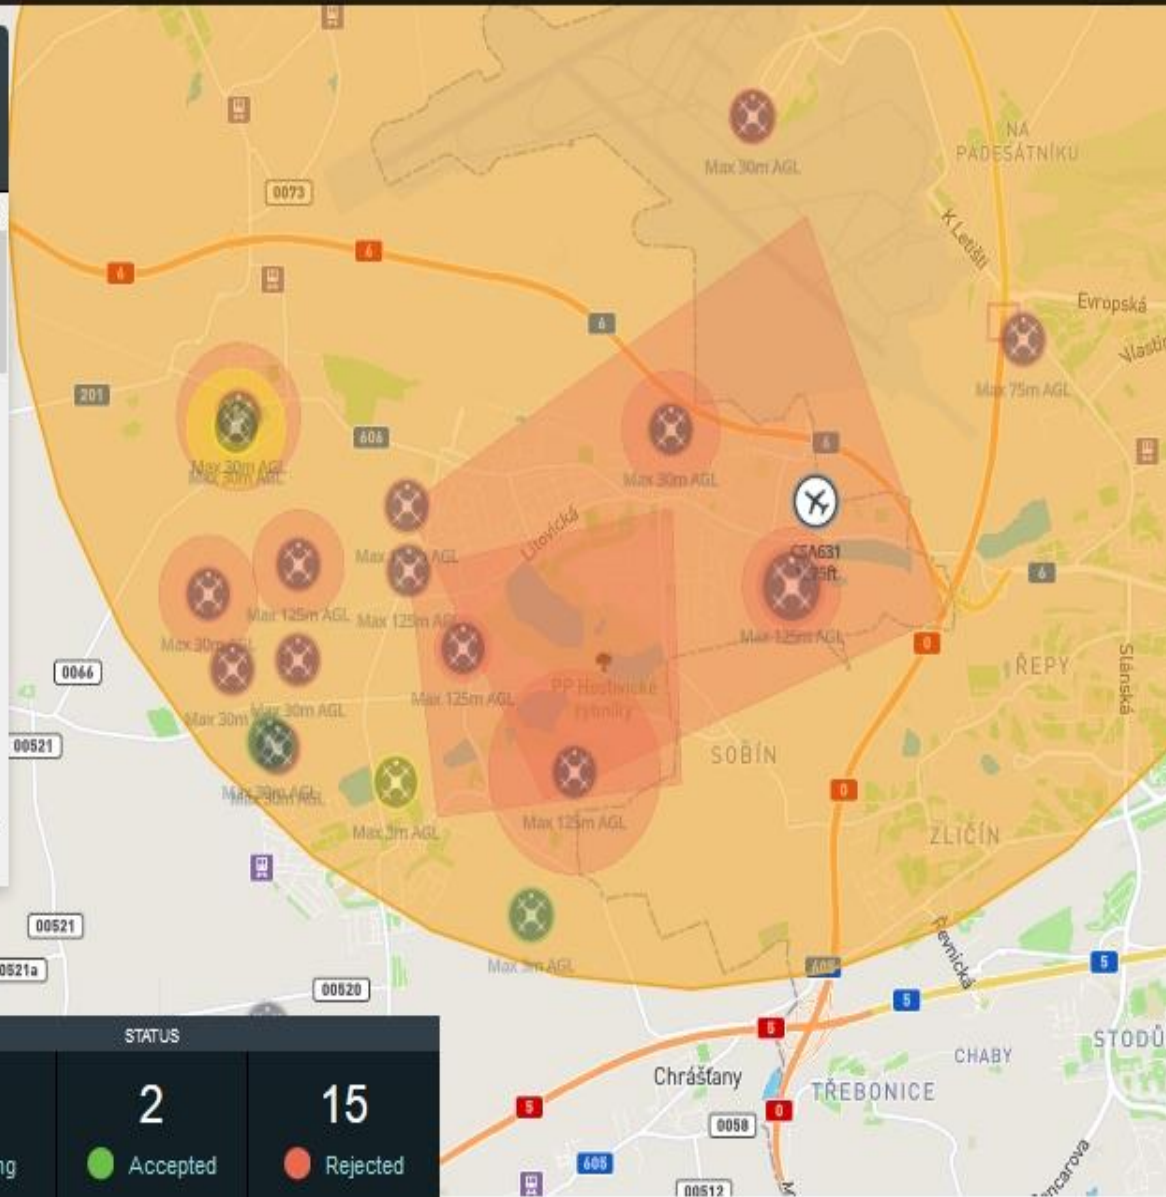 Max 30m AGL
NA
PADESÁTNÍKU
0073
K Letišti
6
6
Evropská
6
Max 75m AGL
201
606
6
Max 30m AGL
Max 30m AGL
Max 30m AGL
Litovická
CSA631
6
Max 125m AGL
Max 125m AGL
Max 125m AGL
0
ŘEPY
Slánská
0066
Max 125m AGL
PP Hostivické
rybníky
Max 30m AGL
00521
SOBÍN
Max 30m AGL
0
Max 3m AGL
Max 125m AGL
ZLIČÍN
00521
Řevnická
Max 3m AGL
605
5
0521a
00520
5
5
STATUS
CHABY
STODŮ
Chrášťany
TŘEBONICE
2
15
5
0
0058
ng
Accepted
Rejected
605
00512